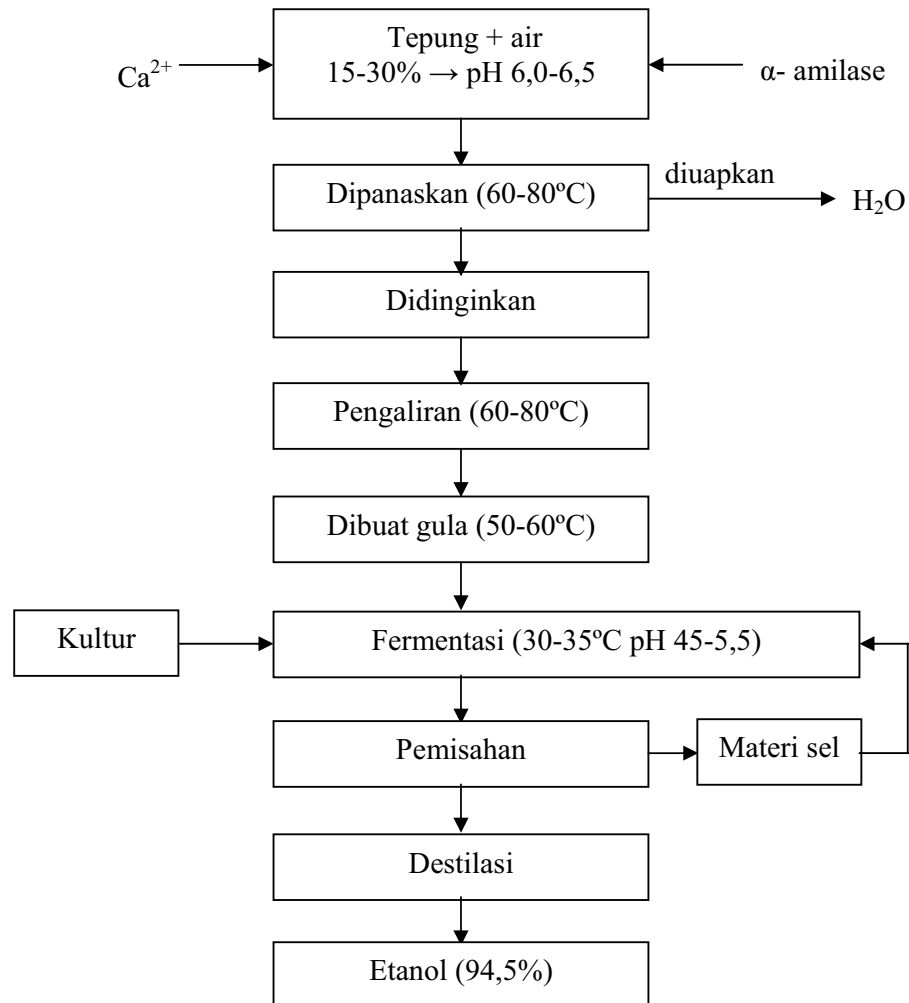 Tepung + air
Ca²⁺
15-30% → pH 6,0-6,5
α- amilase
Dipanaskan (60-80ºC)
diuapkan
H₂O
Didinginkan
Pengaliran (60-80ºC)
Dibuat gula (50-60ºC)
Kultur
Fermentasi (30-35ºC pH 45-5,5)
Pemisahan
Materi sel
Destilasi
Etanol (94,5%)